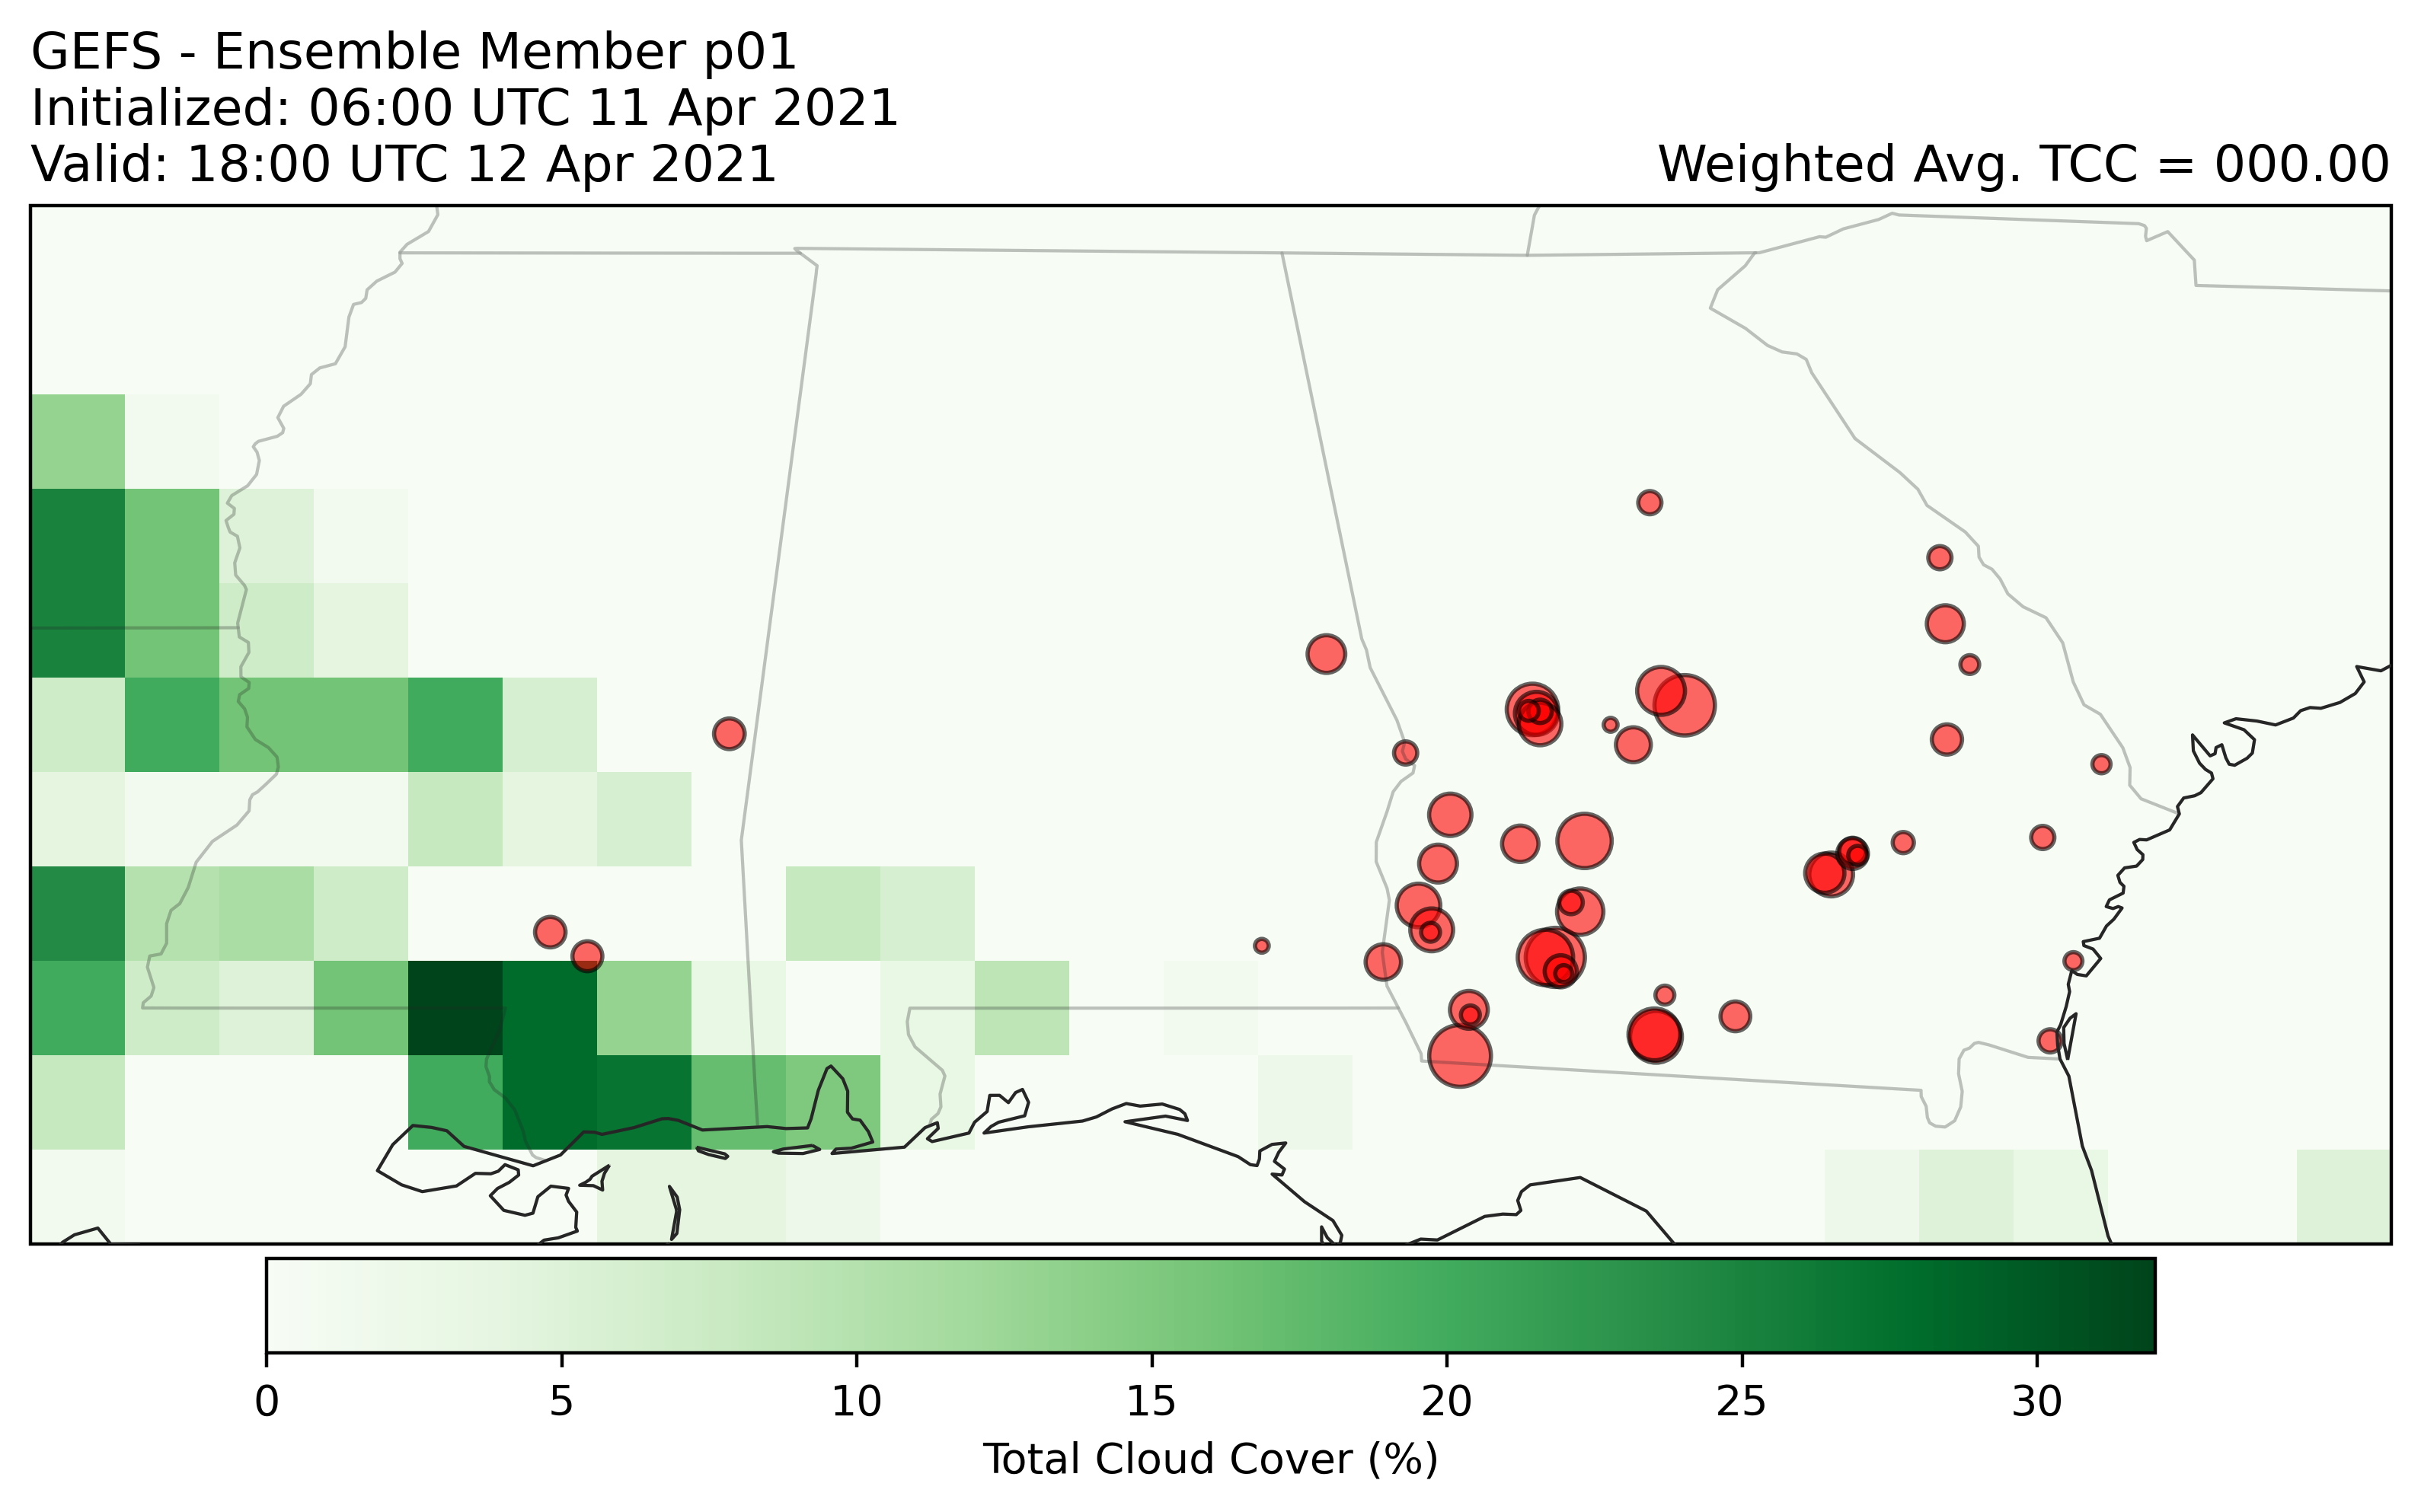 GEFS - Ensemble Member p01
Initialized: 06:00 UTC 11 Apr 2021
Valid: 18:00 UTC 12 Apr 2021
Weighted Avg. TCC = 000.00
0 5 10 15 20 25 30
Total Cloud Cover (%)